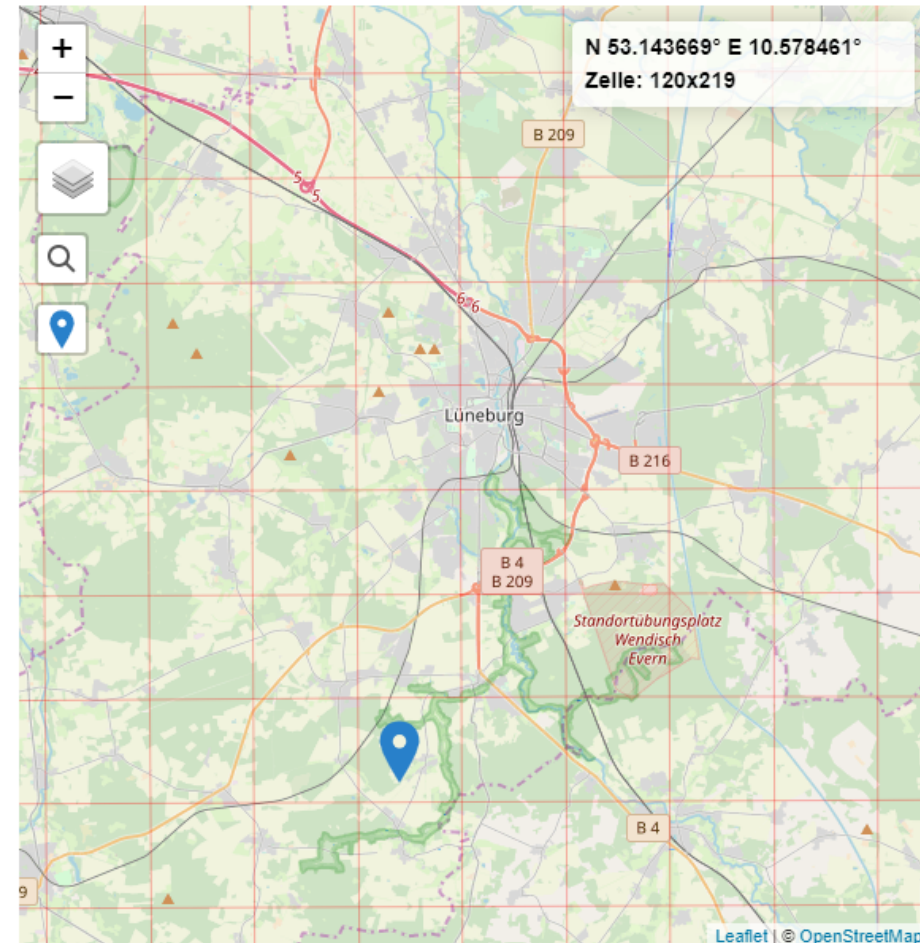 +
−
N 53.143669° E 10.578461°
Zelle: 120x219
B 209
5
5
6
6
Lüneburg
B 216
B 4
B 209
Standortübungsplatz
Wendisch
Evern
B 4
9
Leaflet | © OpenStreetMap